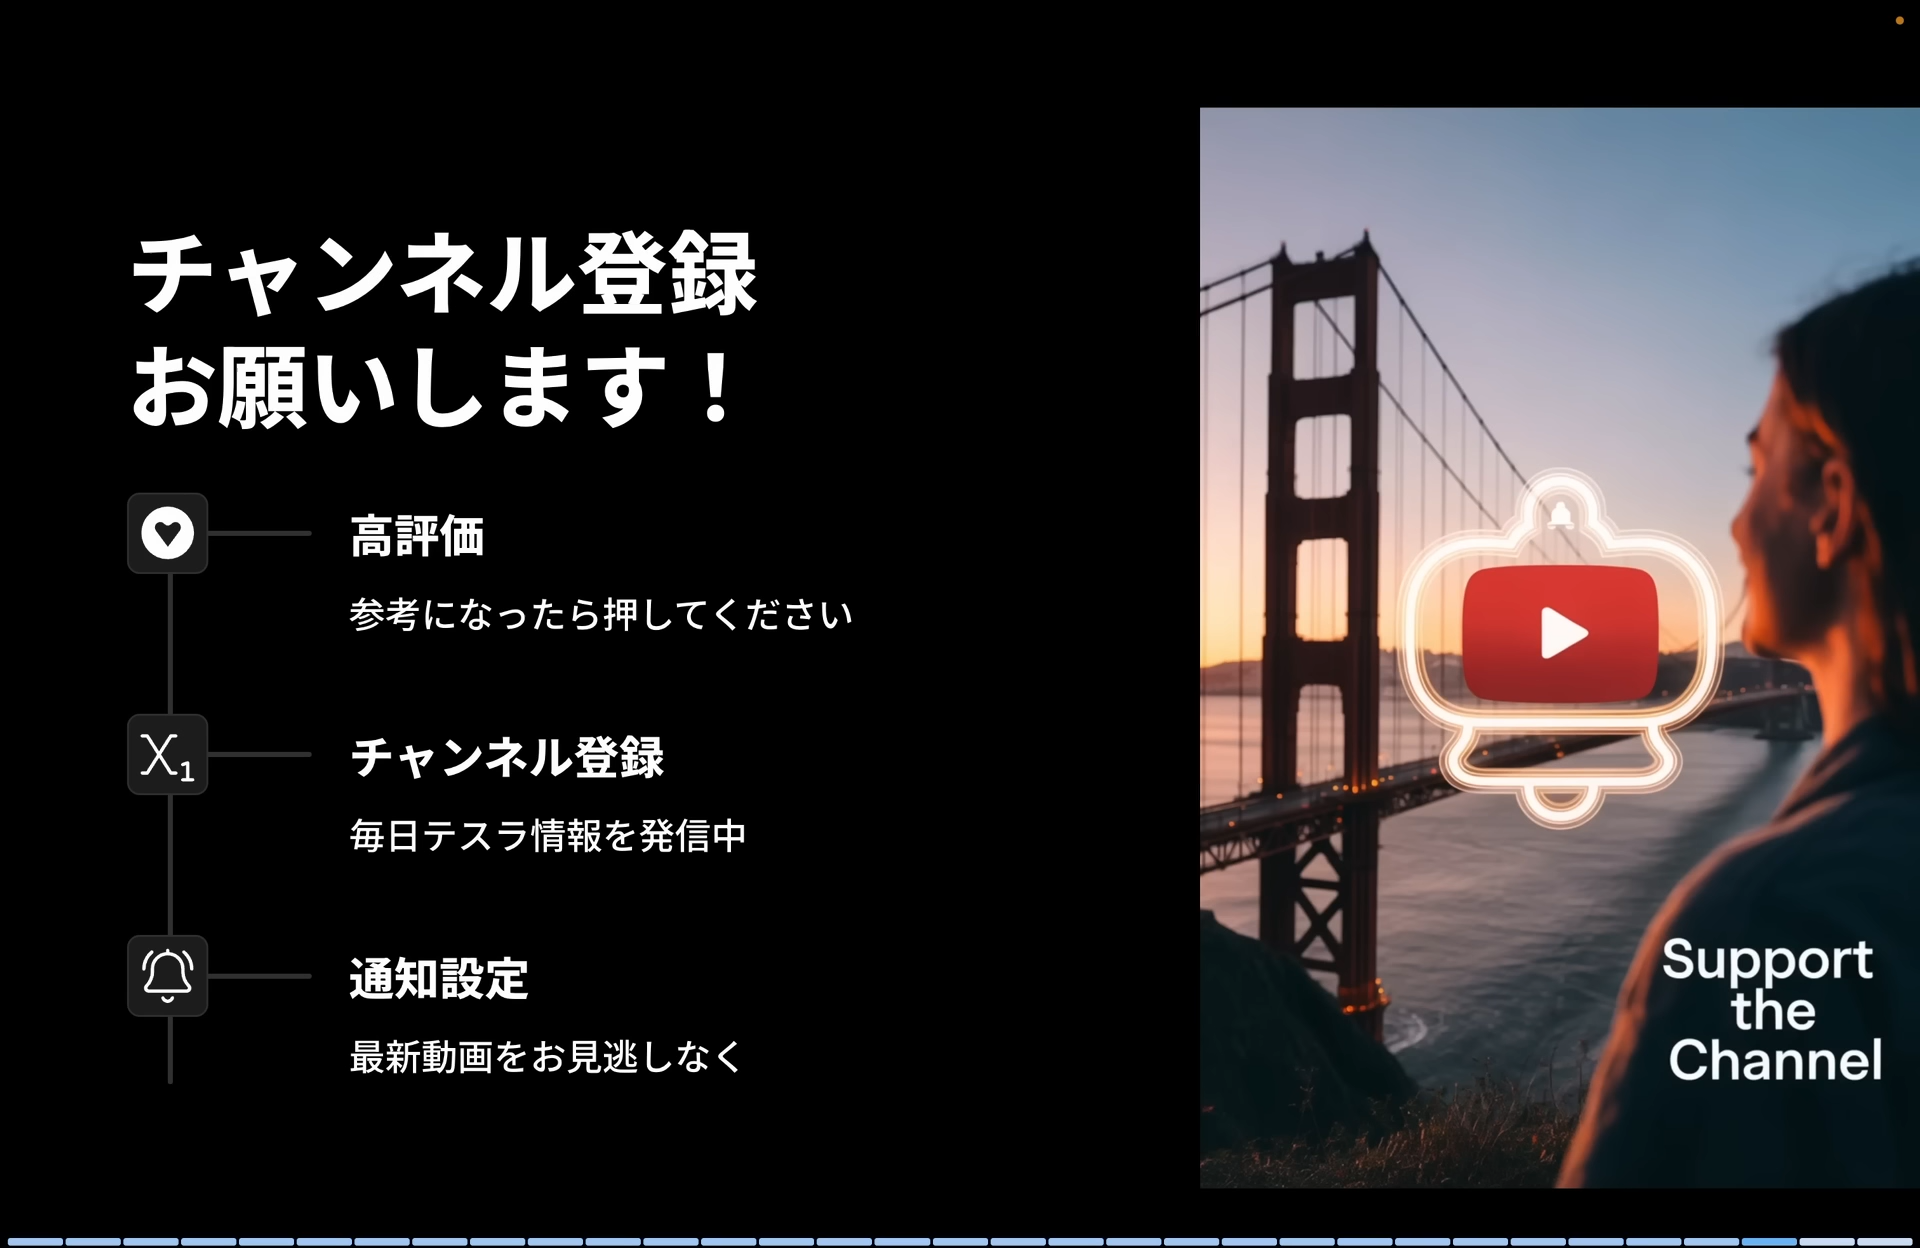 チャンネル登録
お願いします！
高評価
参考になったら押してください
X₁
チャンネル登録
毎日テスラ情報を発信中
通知設定
最新動画をお見逃しなく
Support
the
Channel